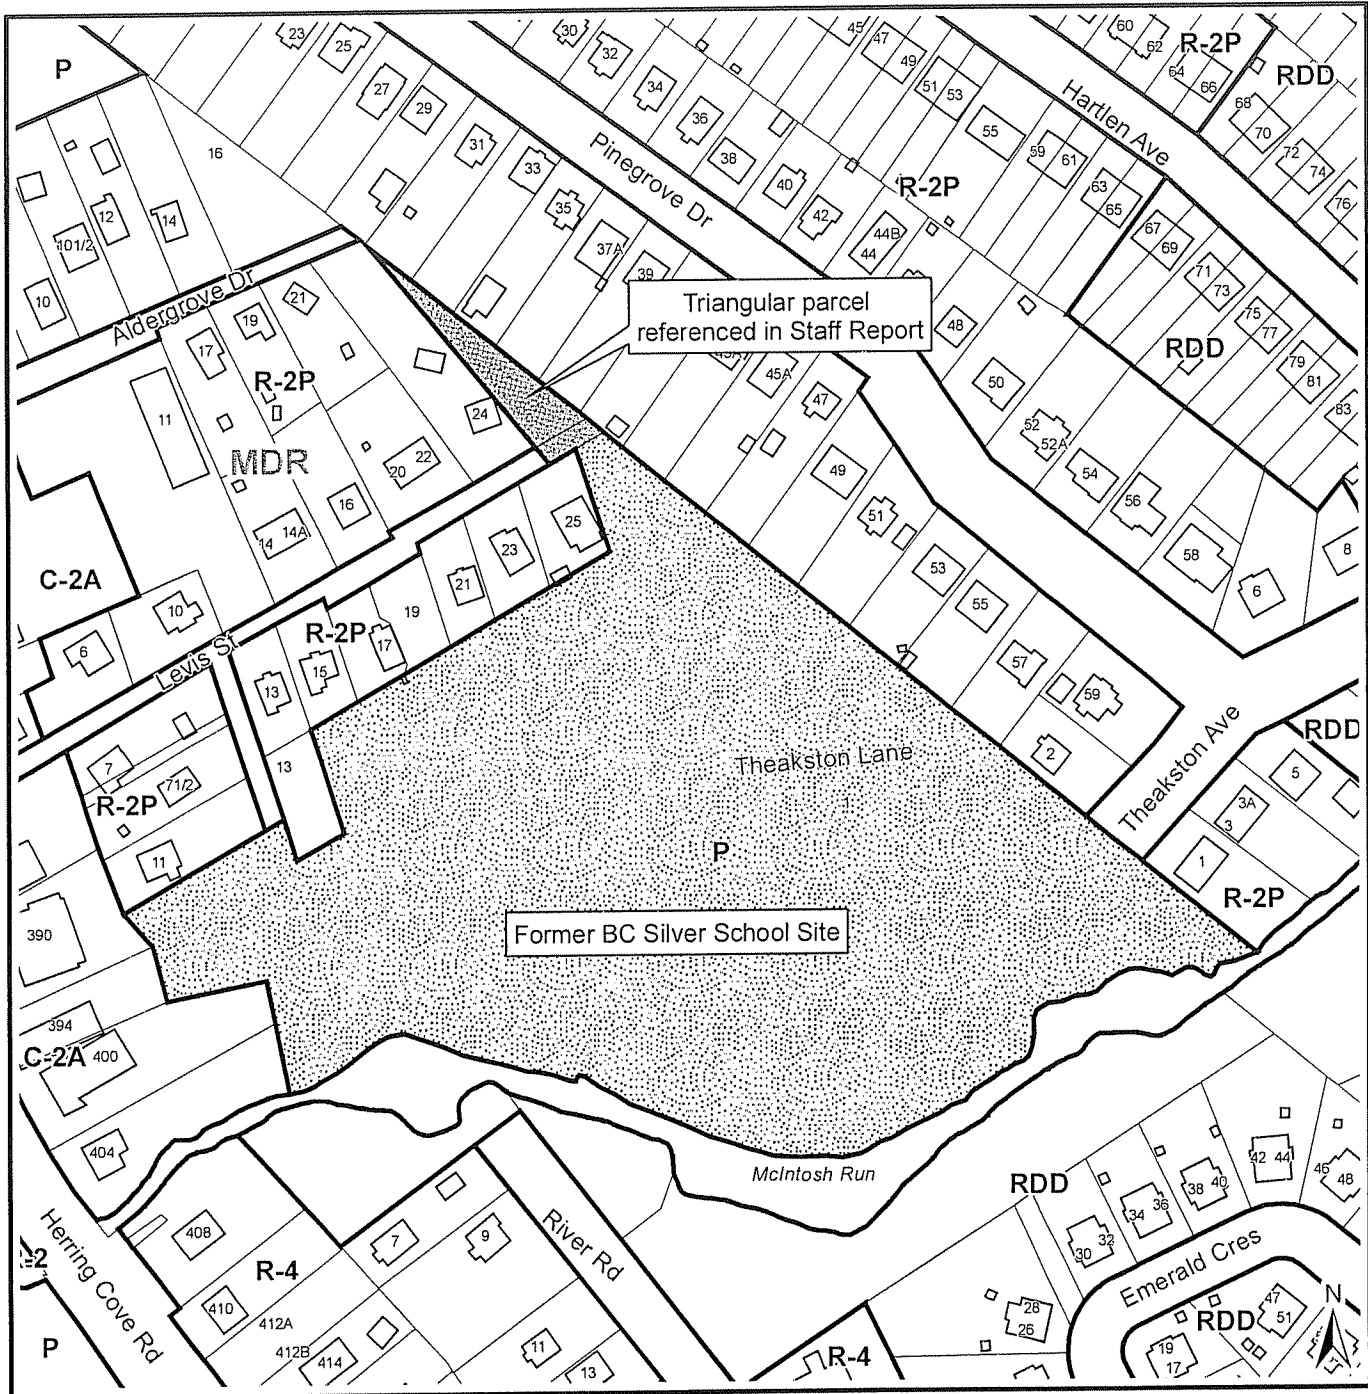 23
25
30
32
45
47
49
60
62
R-2P
64
66
RDD
P
27
29
34
36
51
53
Hartlen Ave
68
70
72
74
76
16
31
33
Pinegrove Dr
38
55
59
61
40
R-2P
63
65
12
14
101/2
10
35
37A
39
42
44B
44
67
69
71
73
Aldergrove Dr
21
19
17
Triangular parcel
referenced in Staff Report
48
75
77
RDD
79
81
83
R-2P
11
MDR
24
45A
47
50
52
52A
20
22
49
54
56
16
14
14A
51
58
8
25
23
C-2A
10
21
19
53
55
6
6
R-2P
17
Levis St
15
13
57
59
2
Theakston Ave
RDD
7
71/2
13
R-2P
Theakston Lane
5
3A
3
11
P
1
R-2P
390
Former BC Silver School Site
394
C-2A
400
404
McIntosh Run
RDD
42
44
46
48
38
40
34
36
30
32
408
7
9
River Rd
Herring Cove Rd
R-4
Emerald Cres
410
412A
412B
414
11
13
28
26
47
51
N
RDD
19
17
P
R-4